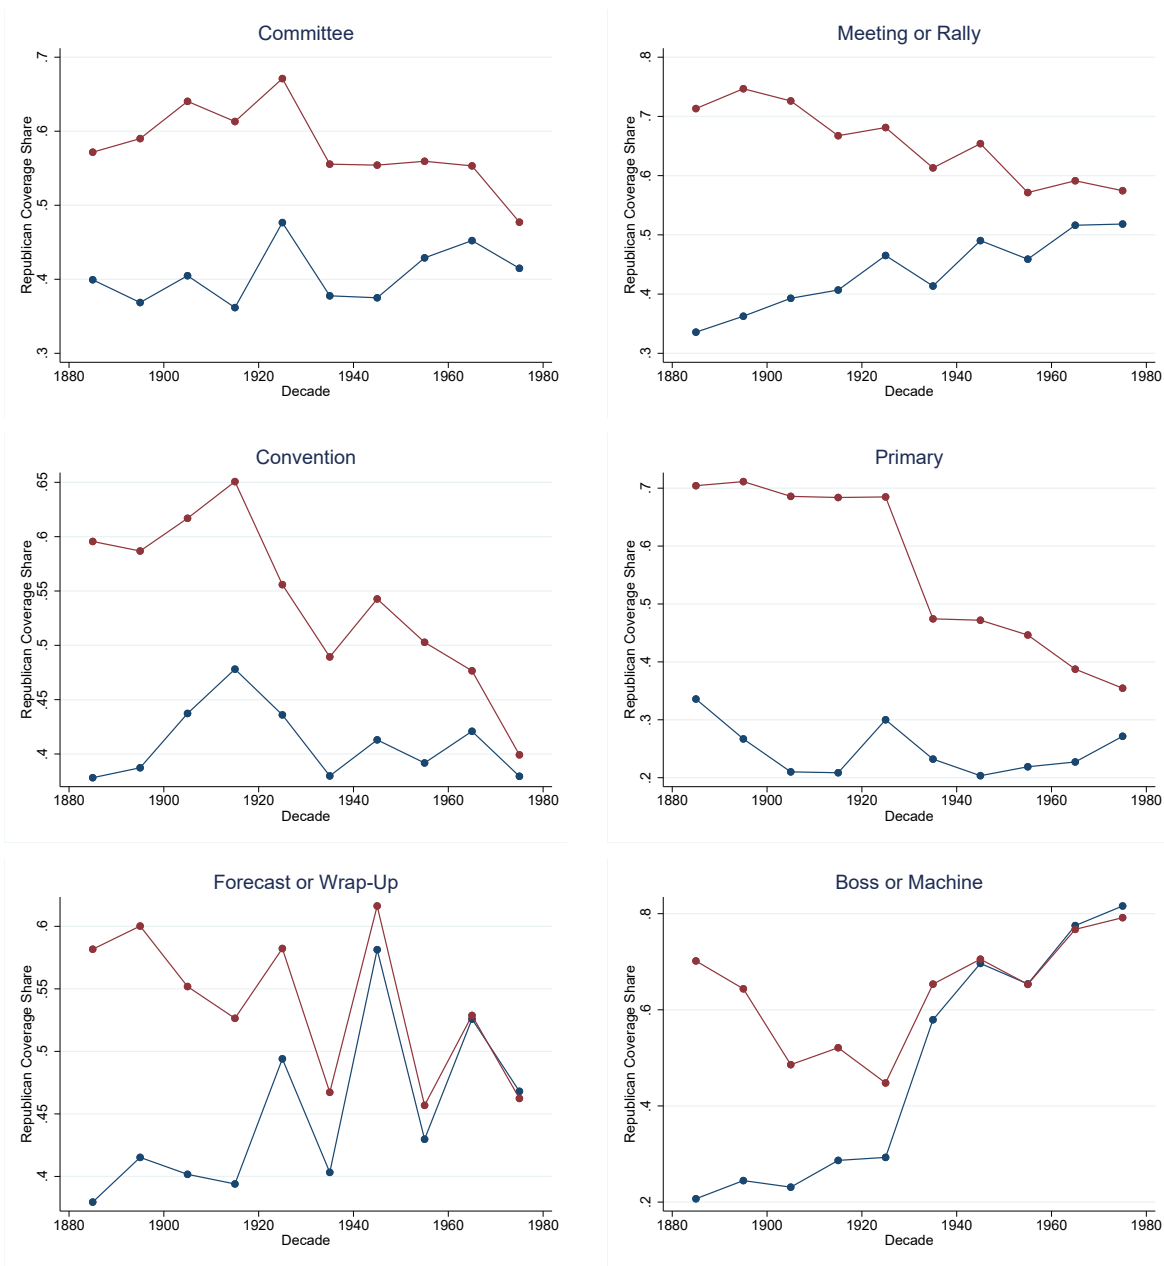 Committee
Republican Coverage Share
.7
.6
.5
.4
.3
1880 1900 1920 1940 1960 1980
Decade
Meeting or Rally
Republican Coverage Share
.8
.7
.6
.5
.4
.3
1880 1900 1920 1940 1960 1980
Decade
Convention
Republican Coverage Share
.65
.6
.55
.5
.45
.4
1880 1900 1920 1940 1960 1980
Decade
Primary
Republican Coverage Share
.7
.6
.5
.4
.3
.2
1880 1900 1920 1940 1960 1980
Decade
Forecast or Wrap-Up
Republican Coverage Share
.6
.55
.5
.45
.4
1880 1900 1920 1940 1960 1980
Decade
Boss or Machine
Republican Coverage Share
.8
.6
.4
.2
1880 1900 1920 1940 1960 1980
Decade